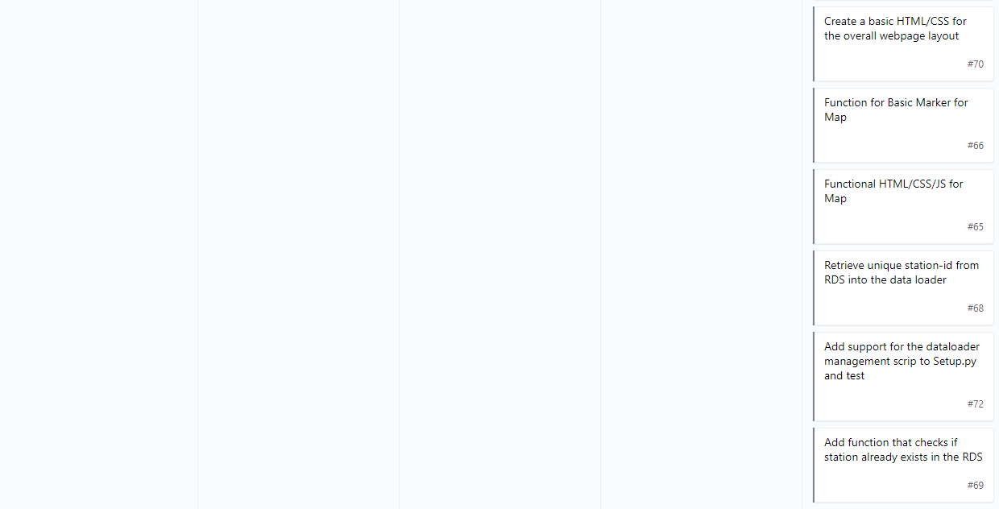 Create a basic HTML/CSS for
the overall webpage layout
#70
Function for Basic Marker for
Map
#66
Functional HTML/CSS/JS for
Map
#65
Retrieve unique station-id from
RDS into the data loader
#68
Add support for the dataloader
management scrip to Setup.py
and test
#72
Add function that checks if
station already exists in the RDS
#69